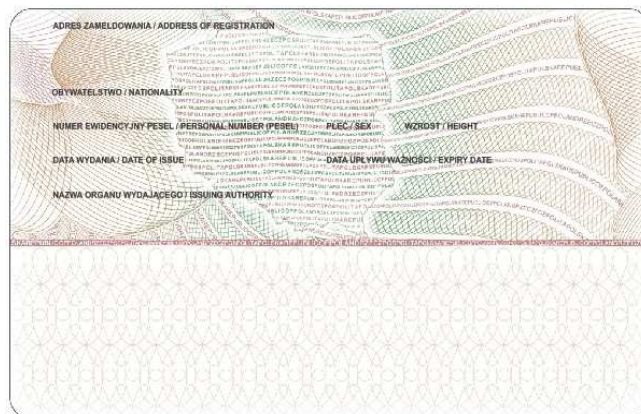 ADRES ZAMELDOWANIA / ADDRESS OF REGISTRATION
OBYWATELSTWO / NATIONALITY
NUMER EWIDENCYJNY PESEL / PERSONAL NUMBER (PESEL) PŁEĆ / SEX WZROST / HEIGHT
DATA WYDANIA / DATE OF ISSUE DATA UPŁYWU WAŻNOŚCI / EXPIRY DATE
NAZWA ORGANU WYDAJĄCEGO / ISSUING AUTHORITY